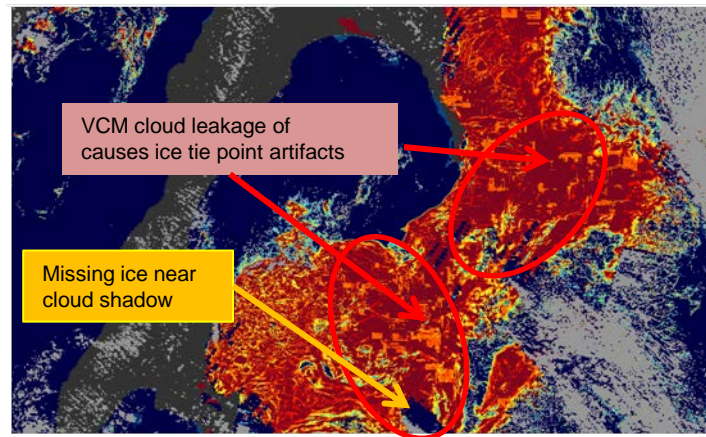 VCM cloud leakage of
causes ice tie point artifacts
Missing ice near
cloud shadow